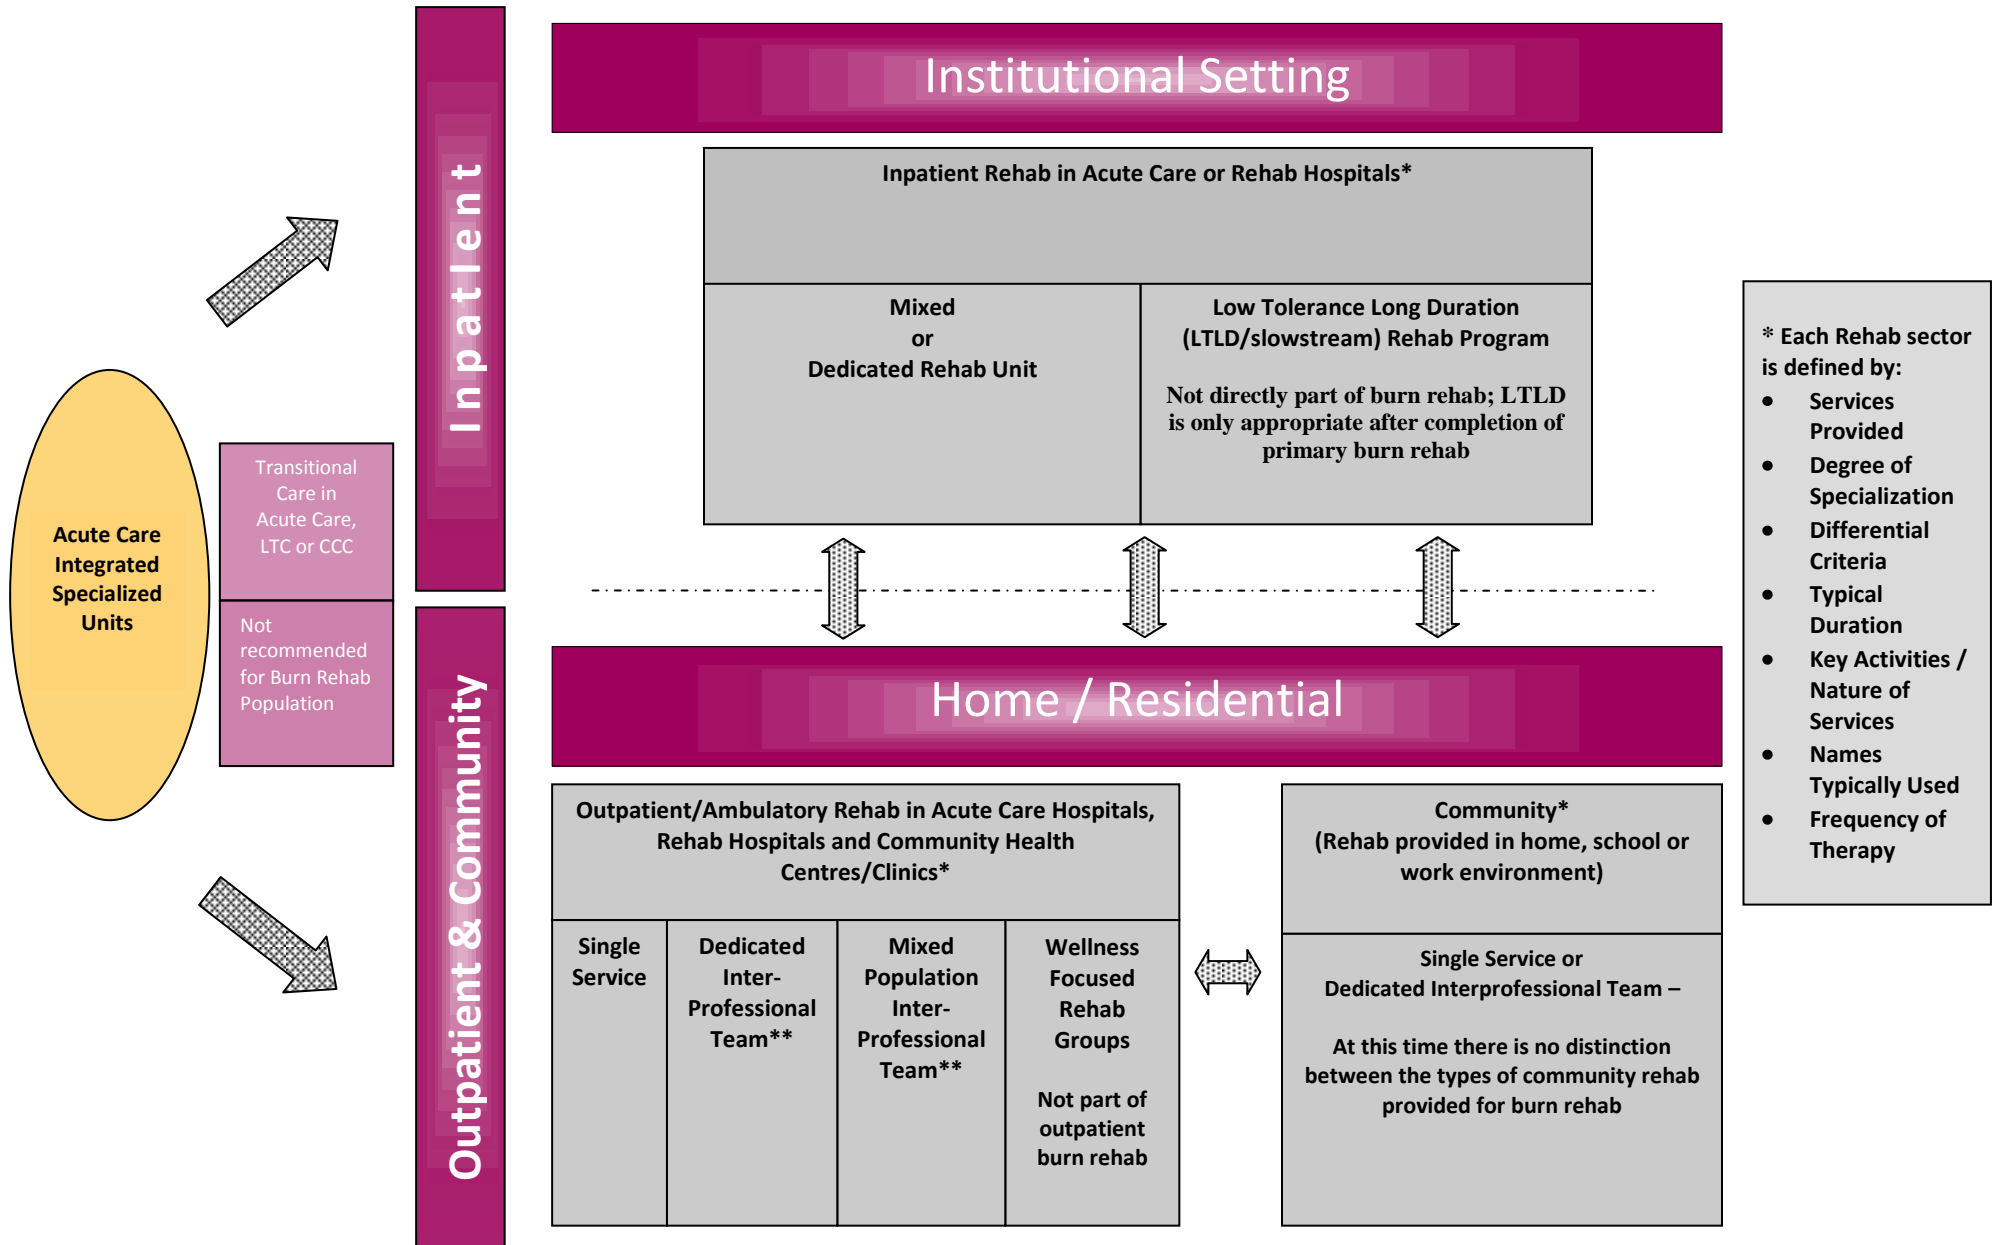 Institutional Setting
InpatIent
Inpatient Rehab in Acute Care or Rehab Hospitals*
Mixed
or
Dedicated Rehab Unit
Low Tolerance Long Duration
(LTLD/slowstream) Rehab Program
Not directly part of burn rehab; LTLD
is only appropriate after completion of
primary burn rehab
Acute Care
Integrated
Specialized
Units
Transitional
Care in
Acute Care,
LTC or CCC
Not
recommended
for Burn Rehab
Population
Outpatient & Community
Home / Residential
Outpatient/Ambulatory Rehab in Acute Care Hospitals,
Rehab Hospitals and Community Health
Centres/Clinics*
Single
Service
Dedicated
Inter-
Professional
Team**
Mixed
Population
Inter-
Professional
Team**
Wellness
Focused
Rehab
Groups
Not part of
outpatient
burn rehab
Community*
(Rehab provided in home, school or
work environment)
Single Service or
Dedicated Interprofessional Team –
At this time there is no distinction
between the types of community rehab
provided for burn rehab
* Each Rehab sector
is defined by:
• Services
Provided
• Degree of
Specialization
• Differential
Criteria
• Typical
Duration
• Key Activities /
Nature of
Services
• Names
Typically Used
• Frequency of
Therapy